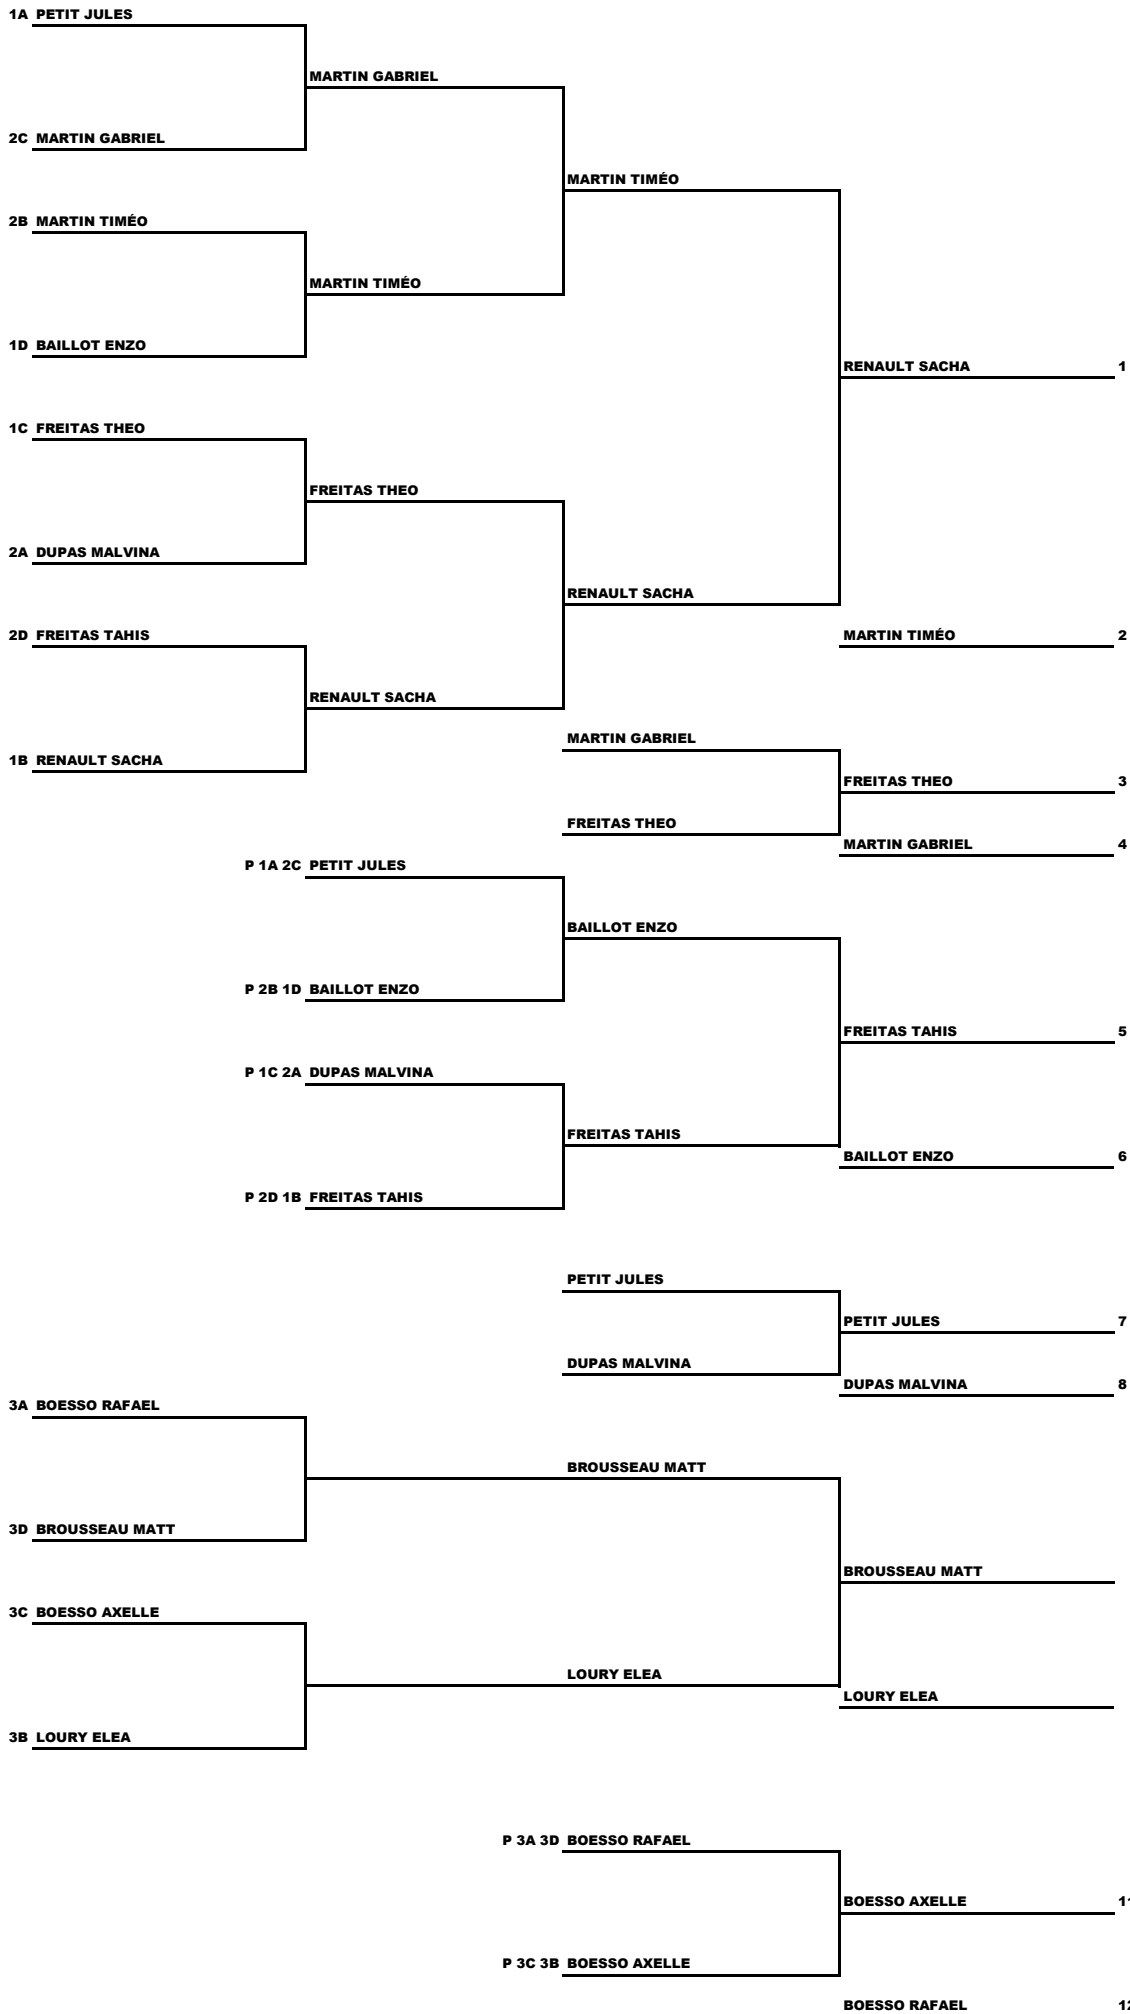 1A PETIT JULES
MARTIN GABRIEL
2C MARTIN GABRIEL
MARTIN TIMÉO
2B MARTIN TIMÉO
MARTIN TIMÉO
1D BAILLOT ENZO
RENAULT SACHA 1
1C FREITAS THEO
FREITAS THEO
2A DUPAS MALVINA
RENAULT SACHA
2D FREITAS TAHIS
MARTIN TIMÉO 2
RENAULT SACHA
MARTIN GABRIEL
1B RENAULT SACHA
FREITAS THEO 3
FREITAS THEO
MARTIN GABRIEL 4
P 1A 2C PETIT JULES
BAILLOT ENZO
P 2B 1D BAILLOT ENZO
FREITAS TAHIS 5
P 1C 2A DUPAS MALVINA
FREITAS TAHIS
BAILLOT ENZO 6
P 2D 1B FREITAS TAHIS
PETIT JULES
PETIT JULES 7
DUPAS MALVINA
DUPAS MALVINA 8
3A BOESSO RAFAEL
BROUSSEAU MATT
3D BROUSSEAU MATT
BROUSSEAU MATT
3C BOESSO AXELLE
LOURY ELEA
LOURY ELEA
3B LOURY ELEA
P 3A 3D BOESSO RAFAEL
BOESSO AXELLE 11
P 3C 3B BOESSO AXELLE
BOESSO RAFAEL 12